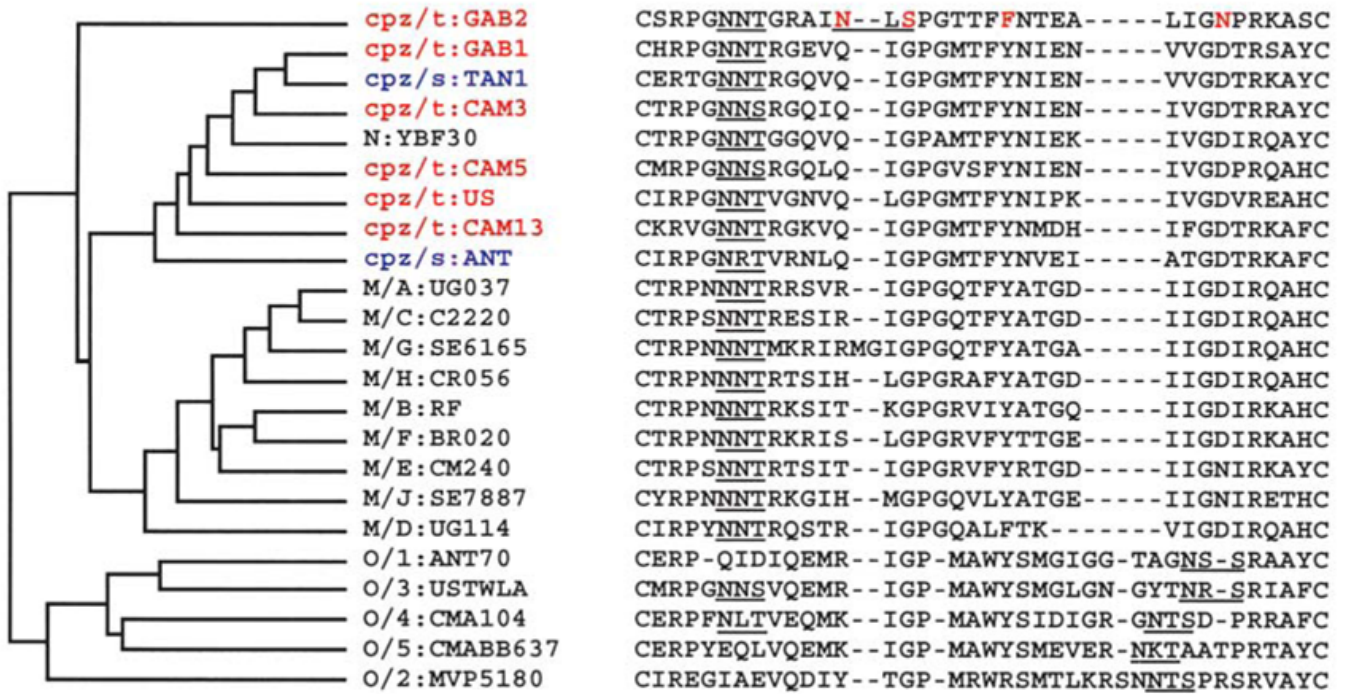 cpz/t:GAB2 CSRPGNNTGRAIN--LSPGTTFFNTEA-----LIGNPRKASC
cpz/t:GAB1 CHRPGNNTRGEVQ--IGPGMTFYNIEN-----VVGDTRSAYC
cpz/s:TAN1 CERTGNNTRGQVQ--IGPGMTFYNIEN-----VVGDTRKAYC
cpz/t:CAM3 CTRPGNNSRGQIQ--IGPGMTFYNIEN-----IVGDTRRAYC
N:YBF30 CTRPGNNTGGQVQ--IGPAMTFYNIEK-----IVGDIRQAYC
cpz/t:CAM5 CMRPGNNSRGQLQ--IGPGVSFYNIEN-----IVGDPRQAHC
cpz/t:US CIRPGNNTVGNVQ--LGPGMTFYNIPK-----IVGDVREAHC
cpz/t:CAM13 CKRVGNNTRGKVQ--IGPGMTFYNMDH-----IFGDTRKAFC
cpz/s:ANT CIRPGNRTVRNLQ--IGPGMTFYNVEI-----ATGDTRKAFC
M/A:UG037 CTRPNNNTRRSVR--IGPGQTFYATGD-----IIGDIRQAHC
M/C:C2220 CTRPSNNTRESIR--IGPGQTFYATGD-----IIGDIRQAHC
M/G:SE6165 CTRPNNNTMKRIRMGIGPGQTFYATGA-----IIGDIRQAHC
M/H:CR056 CTRPNNNTRTSIH--LGPGRAFYATGD-----IIGDIRQAHC
M/B:RF CTRPNNNTRKSIT--KGPGRVIYATGQ-----IIGDIRKAHC
M/F:BR020 CTRPNNNTRKRIS--LGPGRVFYTTGE-----IIGDIRKAHC
M/E:CM240 CTRPSNNTRTSIT--IGPGRVFYRTGD-----IIGNIRKAYC
M/J:SE7887 CYRPNNNTRKGIH--MGPGQVLYATGE-----IIGNIRETHC
M/D:UG114 CIRPYNNTRQSTR--IGPGQALFTK-------VIGDIRQAHC
O/1:ANT70 CERP-QIDIQEMR--IGP-MAWYSMGIGG-TAGNS-SRAAYC
O/3:USTWLA CMRPGNNSVQEMR--IGP-MAWYSMGLGN-GYTNR-SRIAFC
O/4:CMA104 CERPFNLTVEQMK--IGP-MAWYSIDIGR-GNTSD-PRRAFC
O/5:CMABB637 CERPYEQLVQEMK--IGP-MAWYSMEVER-NKTAATPRTAYC
O/2:MVP5180 CIREGIAEVQDIY--TGP-MRWRSMTLKRSNNTSPRSRVAYC